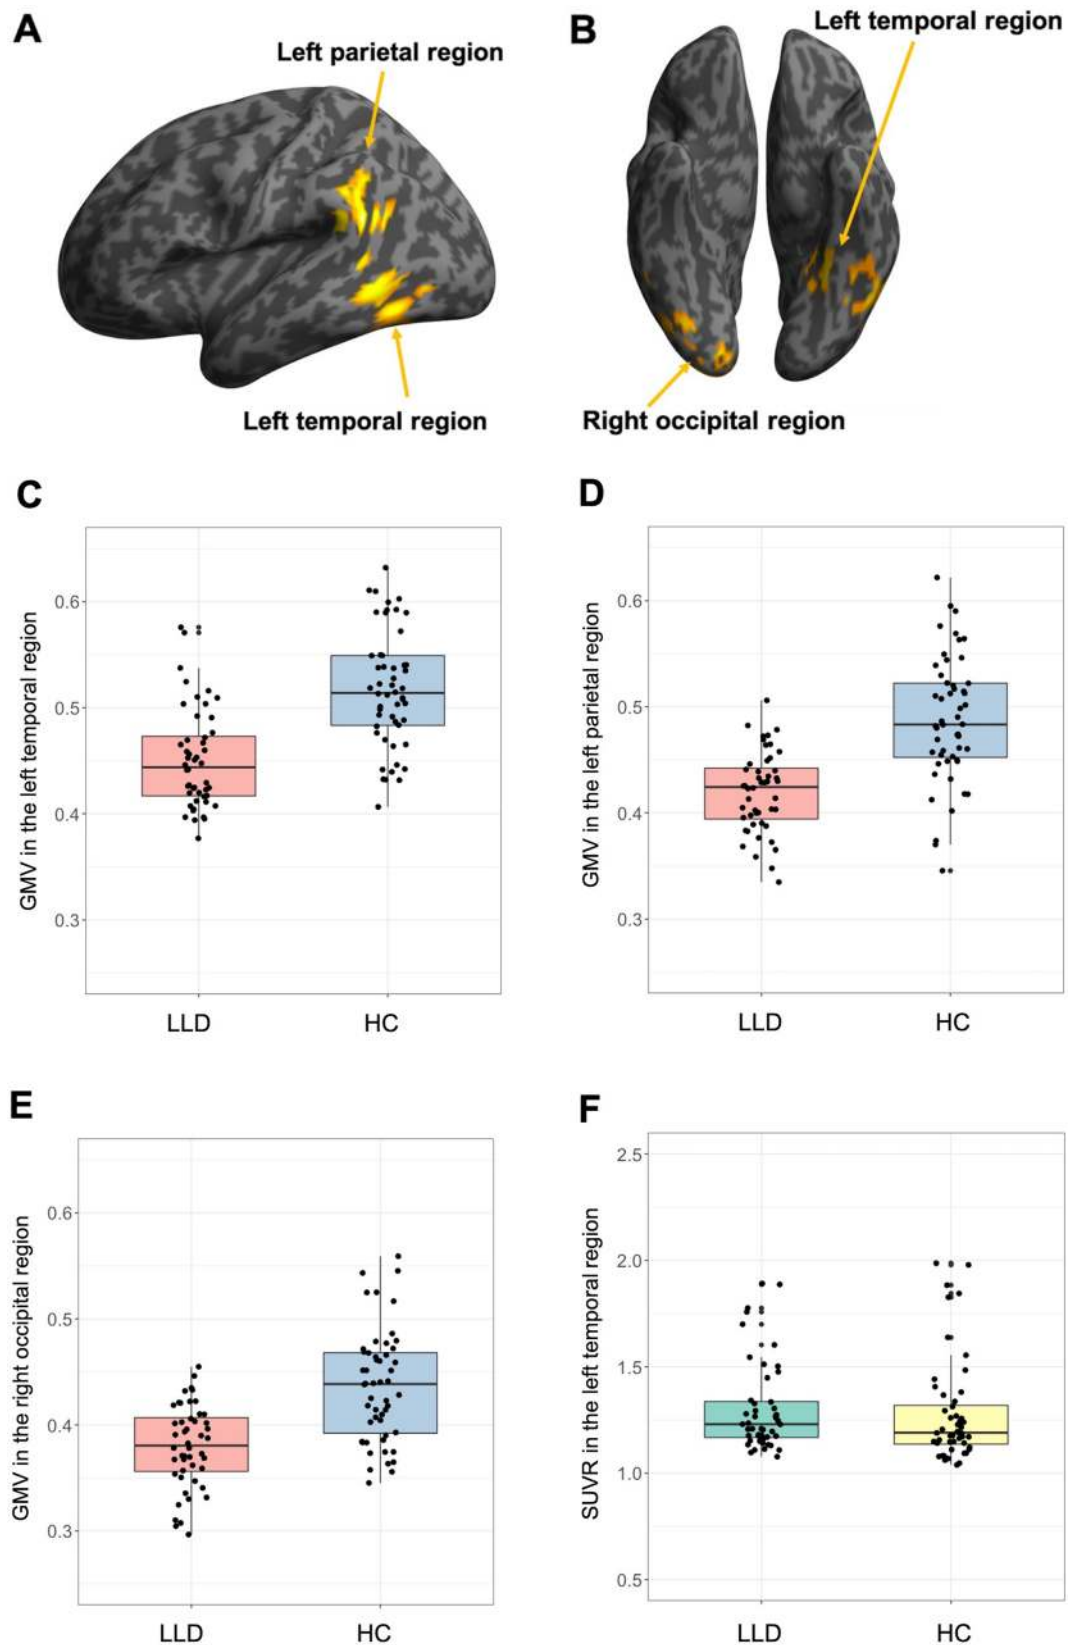 A
B
Left temporal region
Left parietal region
Left temporal region
Right occipital region
C
D
GMV in the left temporal region
0.6
0.5
0.4
0.3
LLD
HC
GMV in the left parietal region
0.6
0.5
0.4
0.3
LLD
HC
E
F
GMV in the right occipital region
0.6
0.5
0.4
0.3
LLD
HC
SUVR in the left temporal region
2.5
2.0
1.5
1.0
0.5
LLD
HC